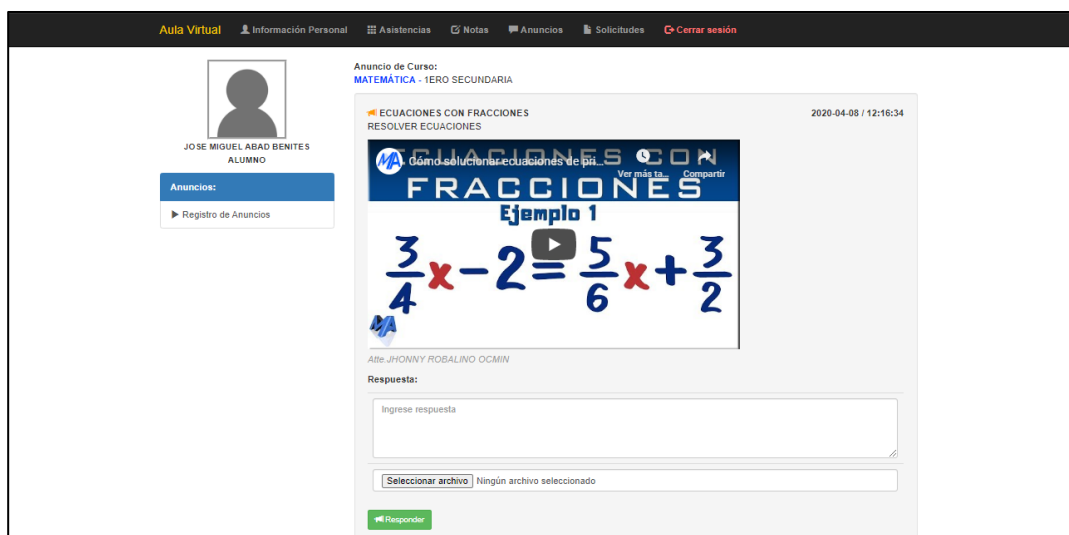 Aula Virtual Información Personal Asistencias Notas Anuncios Solicitudes Cerrar sesión
JOSE MIGUEL ABAD BENITES
ALUMNO
Anuncios:
Registro de Anuncios
Anuncio de Curso:
MATEMÁTICA - 1ERO SECUNDARIA
ECUACIONES CON FRACCIONES 2020-04-08 / 12:16:34
RESOLVER ECUACIONES
ECUACIONES CON
MA Cómo solucionar ecuaciones de pri...
Ver más ta... Compartir
FRACCIONES
Ejemplo 1
3/4 x - 2 = 5/6 x + 3/2
MA
Atte.JHONNY ROBALINO OCMIN
Respuesta:
Ingrese respuesta
Seleccionar archivo Ningún archivo seleccionado
Responder